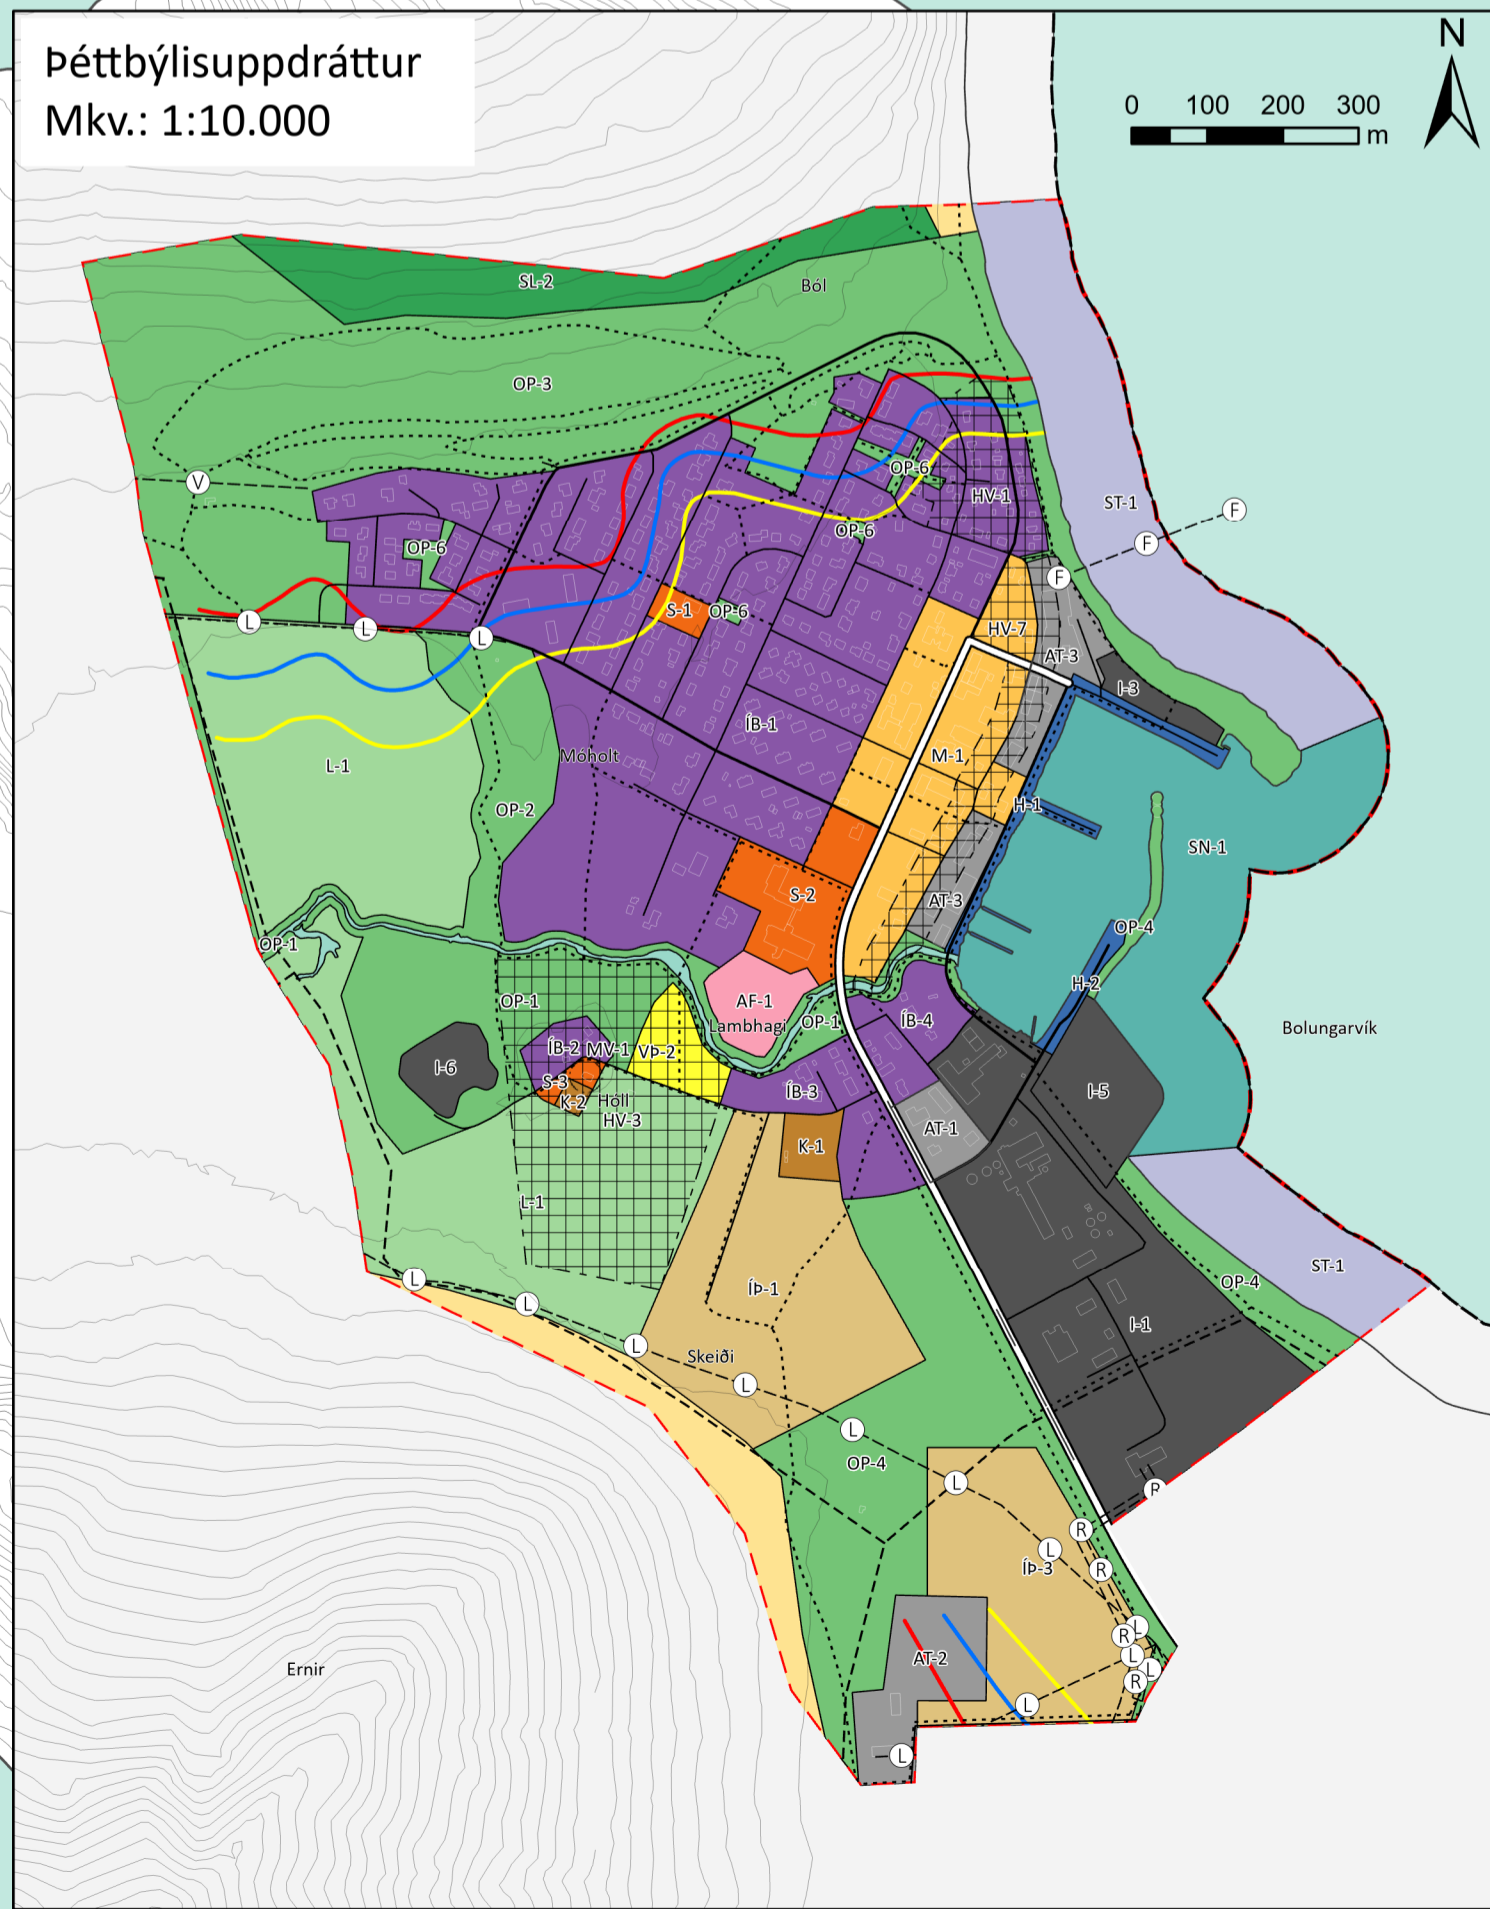 Þéttbýlisuppdráttur
Mkv.: 1:10.000
N
0 100 200 300
m
SL-2
Ból
OP-3
OP-6
V
HV-1
ST-1
F
F
OP-6
OP-6
F
S-1
OP-6
L
L
L
HV-7
AT-3
I-3
ÍB-1
Móholt
M-1
L-1
H-1
OP-2
SN-1
S-2
AT-3
OP-4
OP-1
H-2
OP-1
AF-1
Lambhagi
OP-1
ÍB-4
Bolungarvík
ÍB-2
MV-1
VÞ-2
I-6
S-3
K-2
Hóll
HV-3
ÍB-3
I-5
AT-1
K-1
L-1
ST-1
L
OP-4
ÍÞ-1
L
I-1
L
Skeiði
L
L
OP-4
L
R
R
L
ÍÞ-3
R
L
R
L
AT-2
L
Ernir
R
L
L